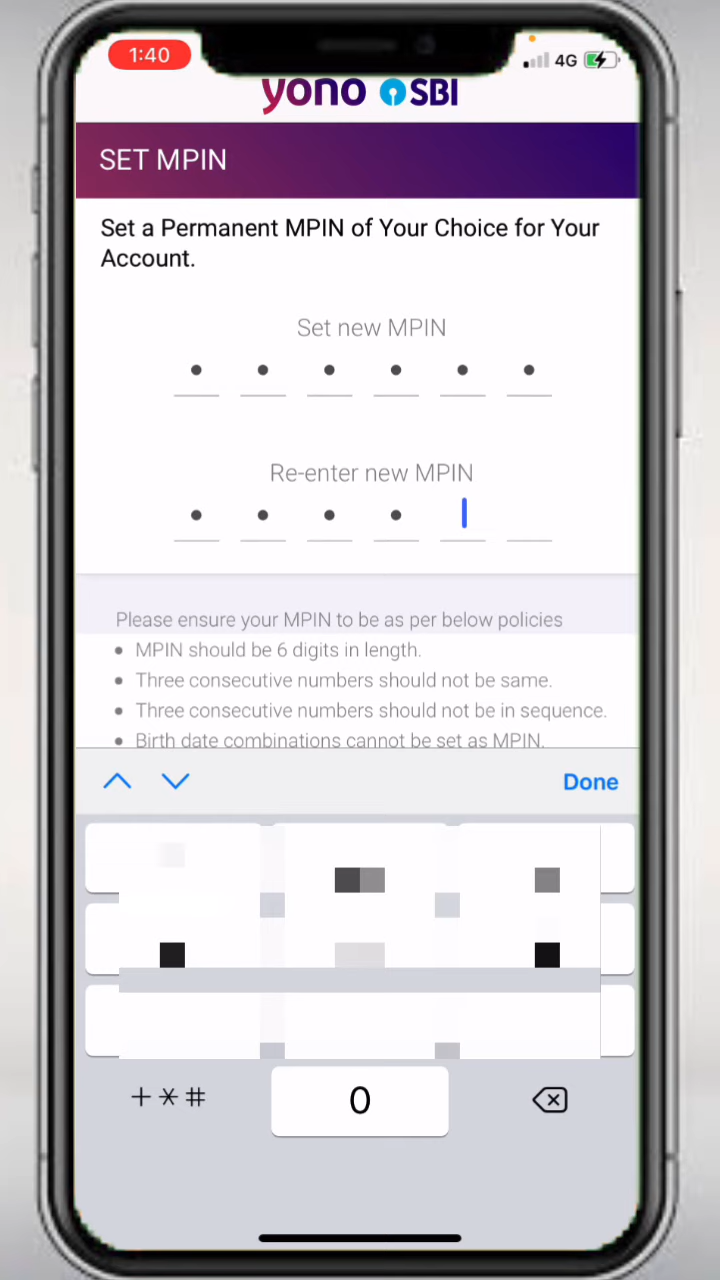 1:40
4G
yono SBI
SET MPIN
Set a Permanent MPIN of Your Choice for Your
Account.
Set new MPIN
Re-enter new MPIN
Please ensure your MPIN to be as per below policies
• MPIN should be 6 digits in length.
• Three consecutive numbers should not be same.
• Three consecutive numbers should not be in sequence.
• Birth date combinations cannot be set as MPIN.
Done
+*#
0